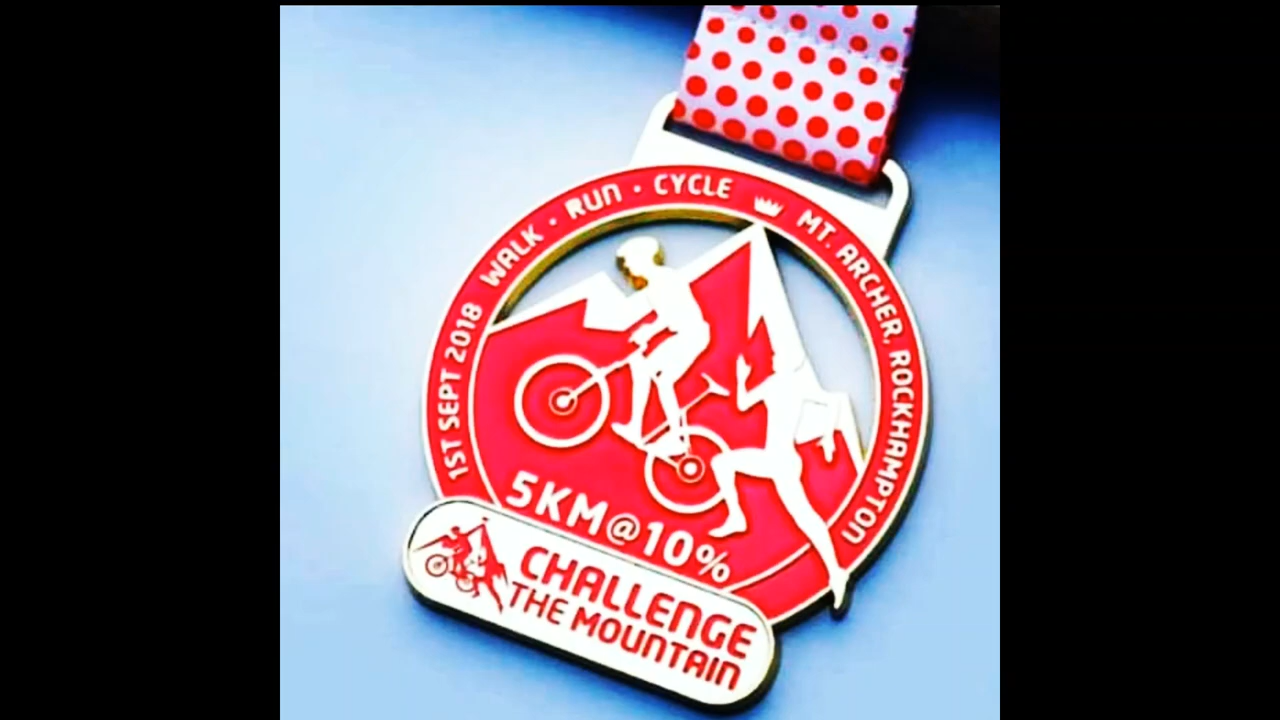 1ST SEPT 2018 WALK · RUN · CYCLE MT. ARCHER, ROCKHAMPTON
5KM@10%
CHALLENGE
THE MOUNTAIN